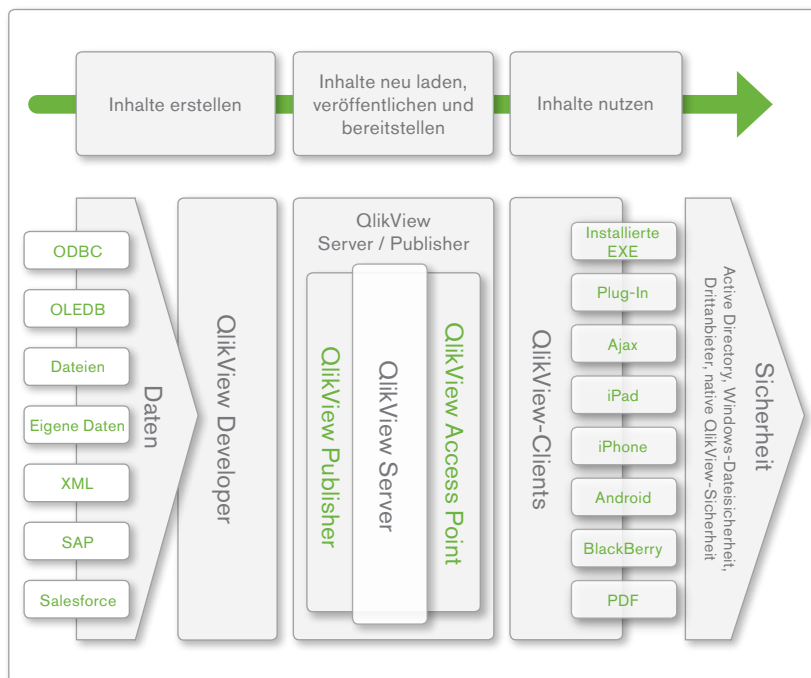 Inhalte erstellen
Inhalte neu laden,
veröffentlichen und
bereitstellen
Inhalte nutzen
ODBC
OLEDB
Dateien
Eigene Daten
XML
SAP
Salesforce
Daten
QlikView Developer
QlikView
Server / Publisher
QlikView Publisher
QlikView Server
QlikView Access Point
QlikView-Clients
Installierte
EXE
Plug-In
Ajax
iPad
iPhone
Android
BlackBerry
PDF
Sicherheit
Active Directory, Windows-Dateisicherheit,
Drittanbieter, native QlikView-Sicherheit